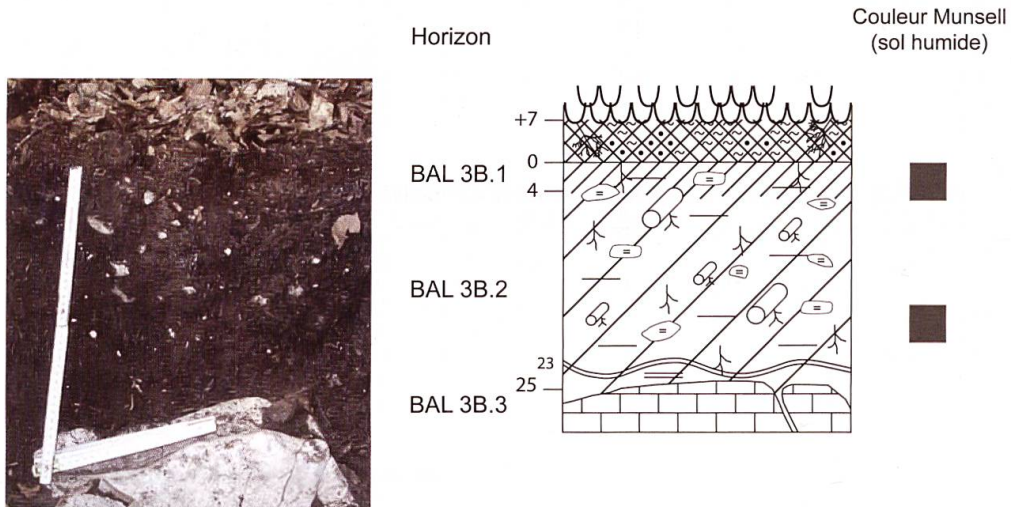 Horizon
Couleur Munsell
(sol humide)
+7
0
BAL 3B.1
4
BAL 3B.2
23
25
BAL 3B.3